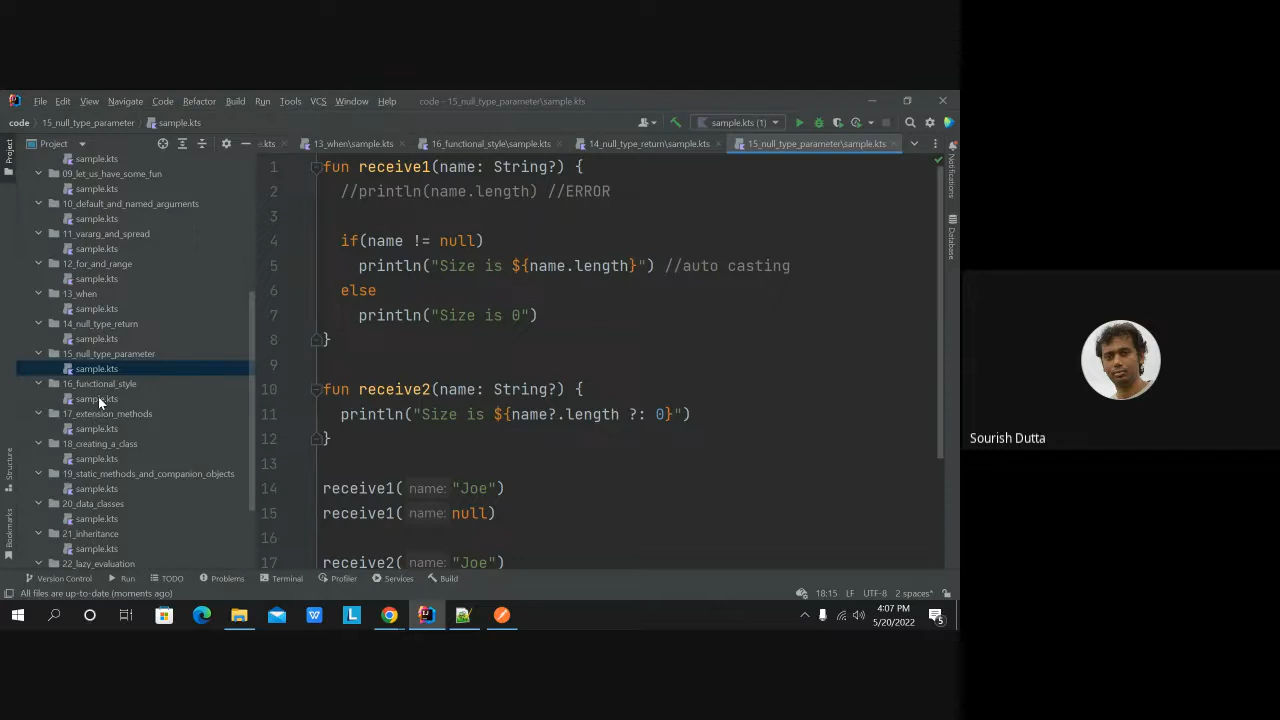 File Edit View Navigate Code Refactor Build Run Tools VCS Window Help code - 15_null_type_parameter\sample.kts
code 15_null_type_parameter sample.kts sample.kts (1)
Project e.kts 13_when\sample.kts 16_functional_style\sample.kts 14_null_type_return\sample.kts 15_null_type_parameter\sample.kts
Project
Structure
Bookmarks
sample.kts
09_let_us_have_some_fun
sample.kts
10_default_and_named_arguments
sample.kts
11_vararg_and_spread
sample.kts
12_for_and_range
sample.kts
13_when
sample.kts
14_null_type_return
sample.kts
15_null_type_parameter
sample.kts
16_functional_style
sample.kts
17_extension_methods
sample.kts
18_creating_a_class
sample.kts
19_static_methods_and_companion_objects
sample.kts
20_data_classes
sample.kts
21_inheritance
sample.kts
22_lazy_evaluation
1 fun receive1(name: String?) {
2 //println(name.length) //ERROR
3
4 if(name != null)
5 println("Size is ${name.length}") //auto casting
6 else
7 println("Size is 0")
8 }
9
10 fun receive2(name: String?) {
11 println("Size is ${name?.length ?: 0}")
12 }
13
14 receive1( name: "Joe")
15 receive1( name: null)
16
17 receive2( name: "Joe")
Notifications
Database
Version Control Run TODO Problems Terminal Profiler Services Build
All files are up-to-date (moments ago) 18:15 LF UTF-8 2 spaces*
4:07 PM
5/20/2022
5
Sourish Dutta